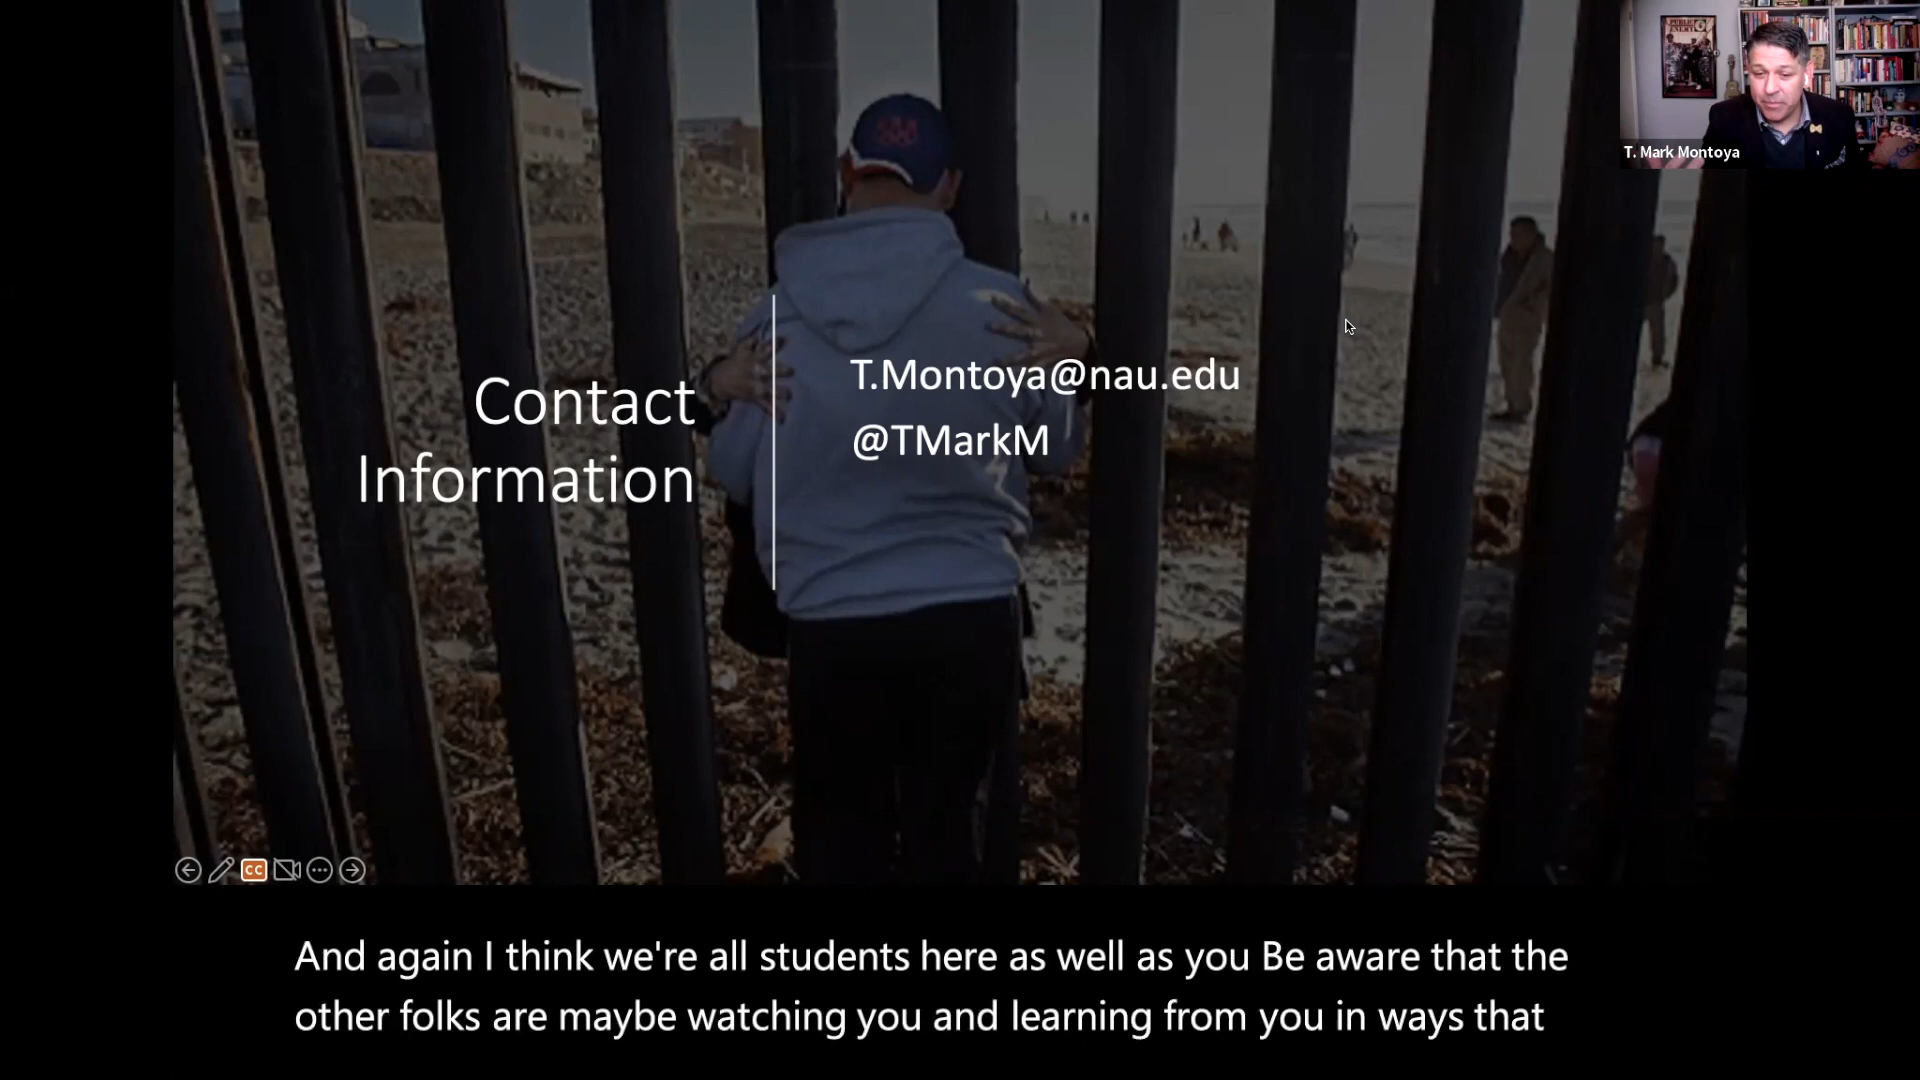 PUBLIC
ENEMY
T. Mark Montoya
Contact
Information
T.Montoya@nau.edu
@TMarkM
CC
And again I think we're all students here as well as you Be aware that the
other folks are maybe watching you and learning from you in ways that